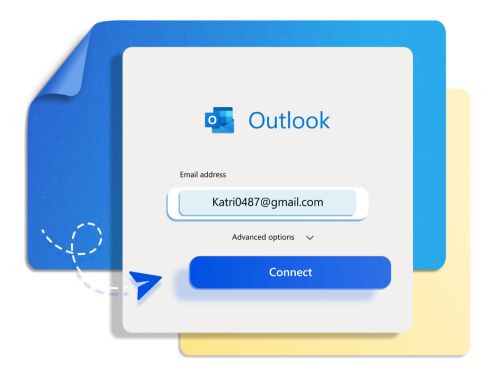 Outlook
Email address
Katri0487@gmail.com
Advanced options
Connect